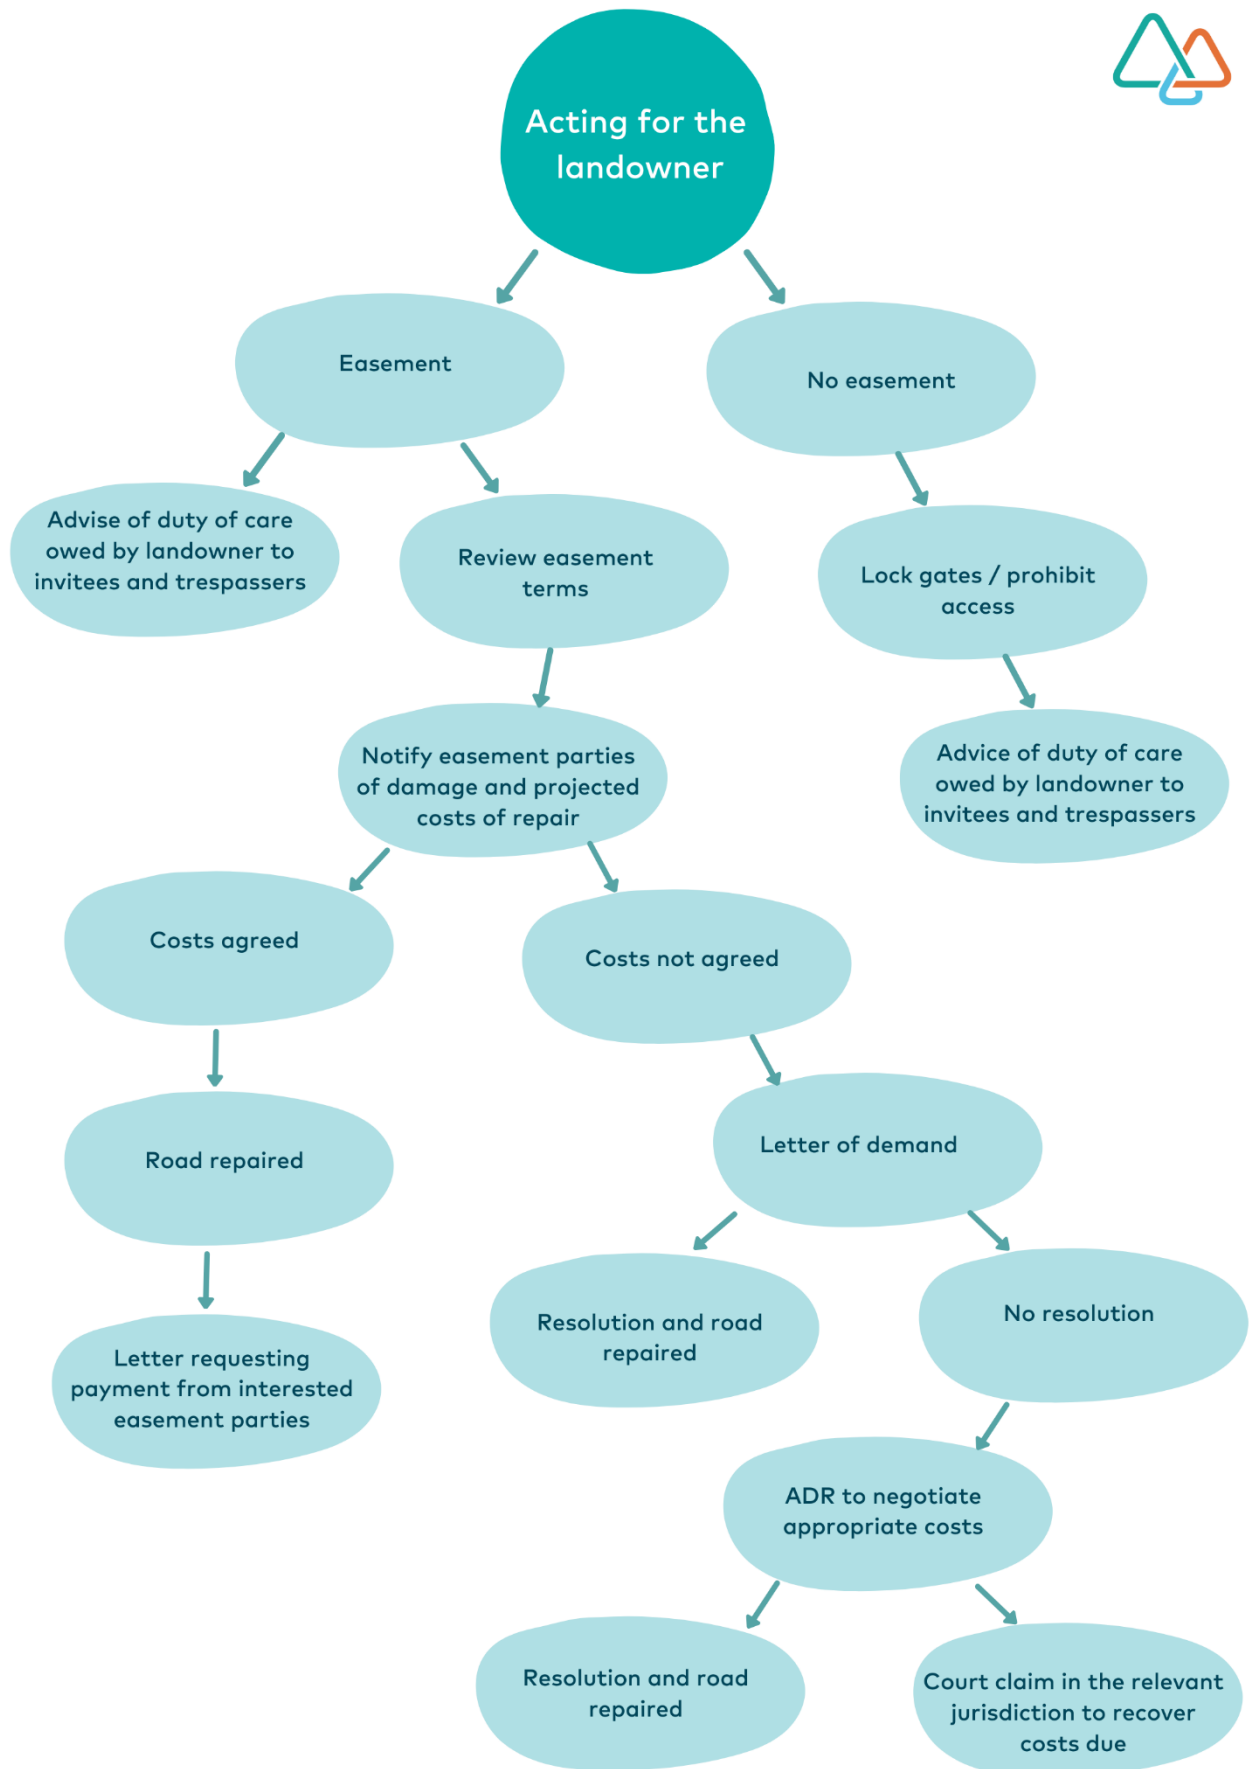 Acting for the
landowner
Easement
No easement
Advise of duty of care
owed by landowner to
invitees and trespassers
Review easement
terms
Lock gates / prohibit
access
Notify easement parties
of damage and projected
costs of repair
Advice of duty of care
owed by landowner to
invitees and trespassers
Costs agreed
Costs not agreed
Road repaired
Letter of demand
Letter requesting
payment from interested
easement parties
Resolution and road
repaired
No resolution
ADR to negotiate
appropriate costs
Resolution and road
repaired
Court claim in the relevant
jurisdiction to recover
costs due